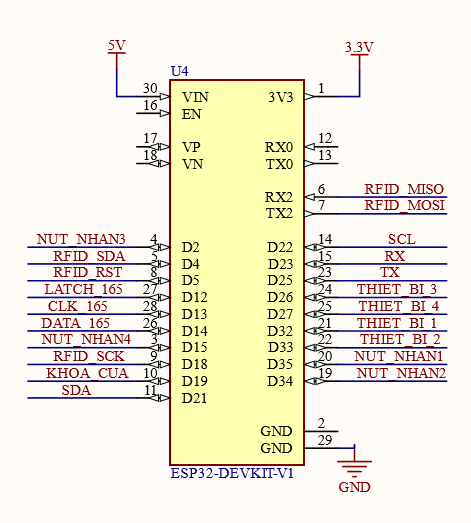 5V
3.3V
U4
30 VIN 3V3 1
16 EN
17 VP RX0 12
18 VN TX0 13
RX2 6 RFID_MISO
TX2 7 RFID_MOSI
NUT_NHAN3 4 D2 D22 14 SCL
RFID_SDA 5 D4 D23 15 RX
RFID_RST 8 D5 D25 23 TX
LATCH_165 27 D12 D26 24 THIET_BI_3
CLK_165 28 D13 D27 25 THIET_BI_4
DATA_165 26 D14 D32 21 THIET_BI_1
NUT_NHAN4 3 D15 D33 22 THIET_BI_2
RFID_SCK 9 D18 D35 20 NUT_NHAN1
KHOA_CUA 10 D19 D34 19 NUT_NHAN2
SDA 11 D21
GND 2
GND 29
ESP32-DEVKIT-V1
GND